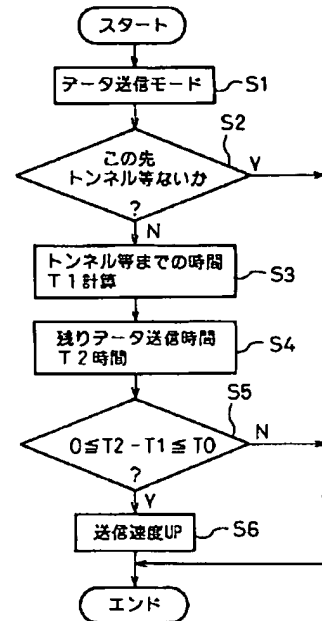 スタート
データ送信モード
S1
S2
この先
トンネル等ないか
?
Y
N
トンネル等までの時間
T1計算
S3
残りデータ送信時間
T2時間
S4
S5
0≦T2-T1≦T0
?
N
Y
送信速度UP
S6
エンド